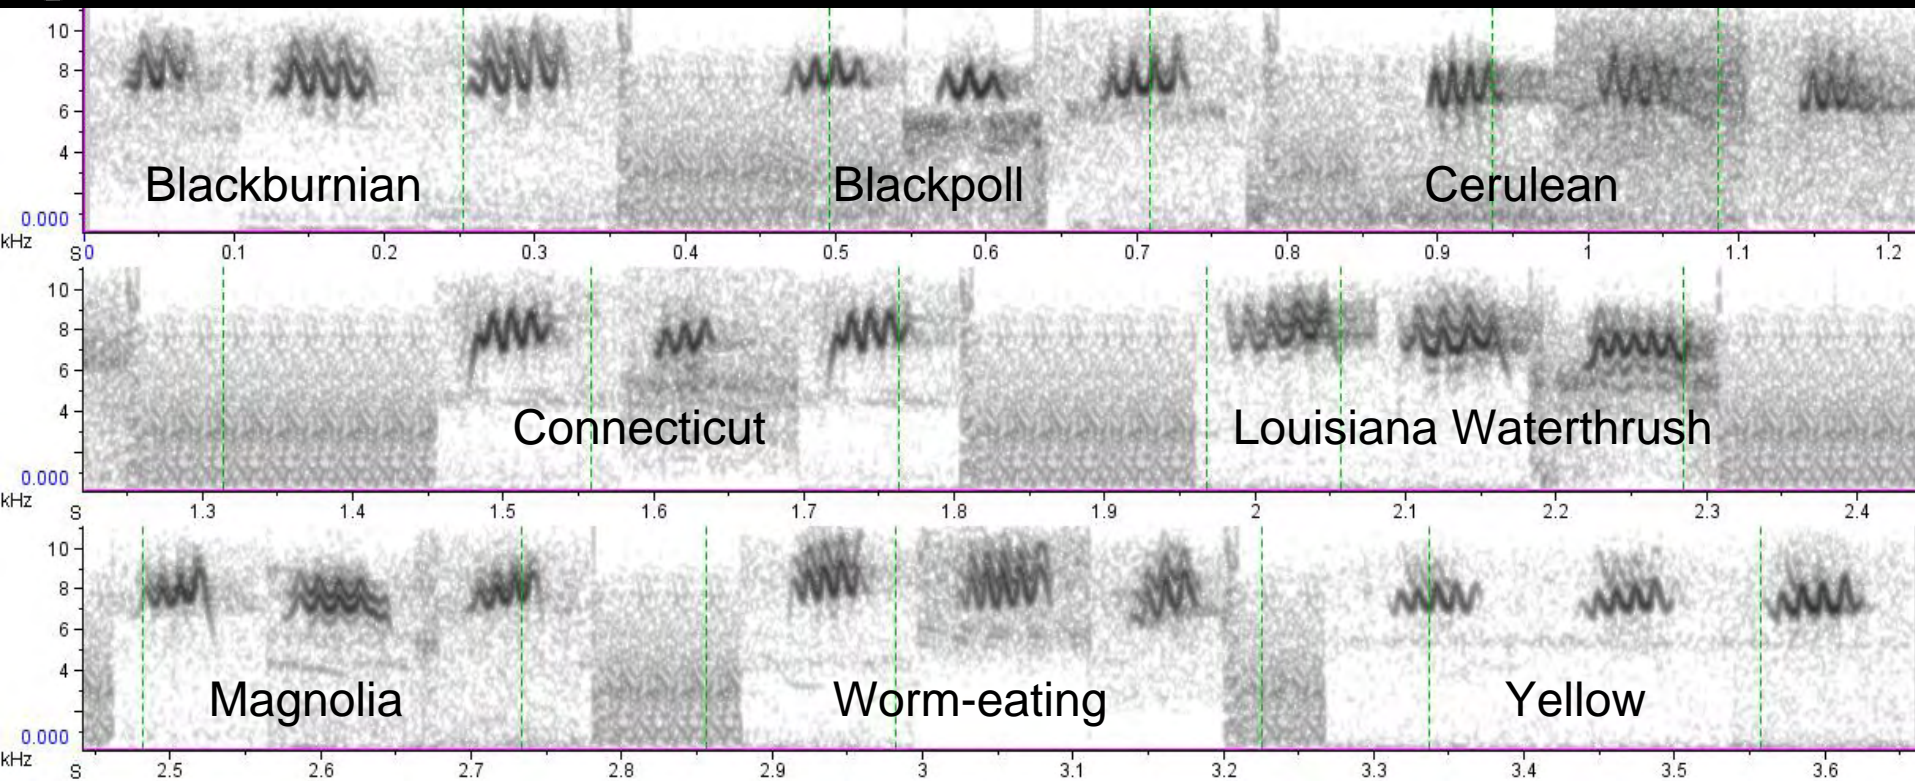 10
8
6
4
0.000
kHz
Blackburnian Blackpoll Cerulean
S 0 0.1 0.2 0.3 0.4 0.5 0.6 0.7 0.8 0.9 1 1.1 1.2
10
8
6
4
0.000
kHz
Connecticut Louisiana Waterthrush
S 1.3 1.4 1.5 1.6 1.7 1.8 1.9 2 2.1 2.2 2.3 2.4
10
8
6
4
0.000
kHz
Magnolia Worm-eating Yellow
S 2.5 2.6 2.7 2.8 2.9 3 3.1 3.2 3.3 3.4 3.5 3.6